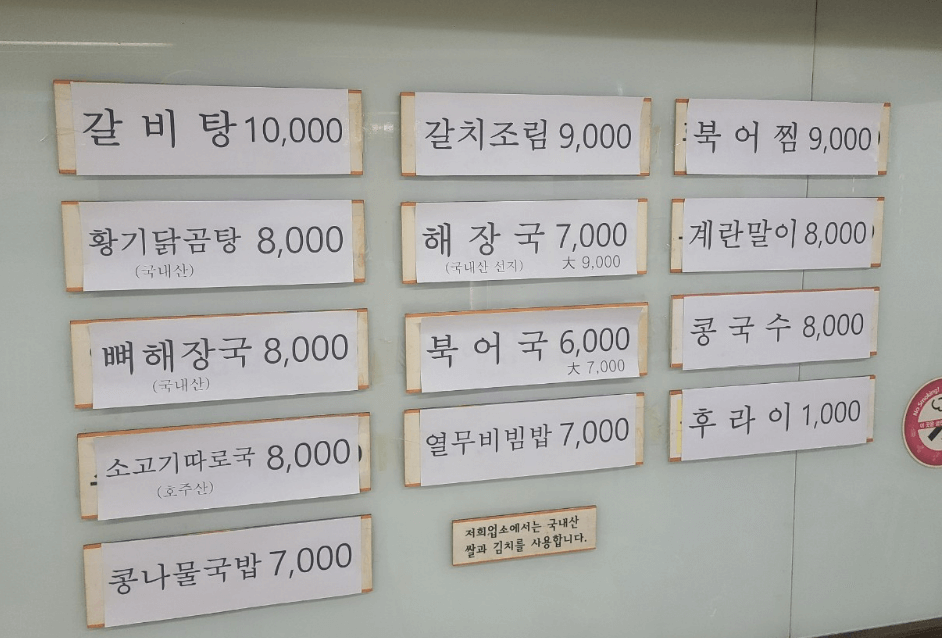 갈비탕 10,000
황기닭곰탕 8,000
(국내산)
뼈해장국 8,000
(국내산)
소고기따로국 8,000
(호주산)
콩나물국밥 7,000
갈치조림 9,000
해장국 7,000
(국내산 선지) 大 9,000
북어국 6,000
大 7,000
열무비빔밥 7,000
저희업소에서는 국내산
쌀과 김치를 사용합니다.
북어찜 9,000
계란말이 8,000
콩국수 8,000
후라이 1,000
No Smoking!